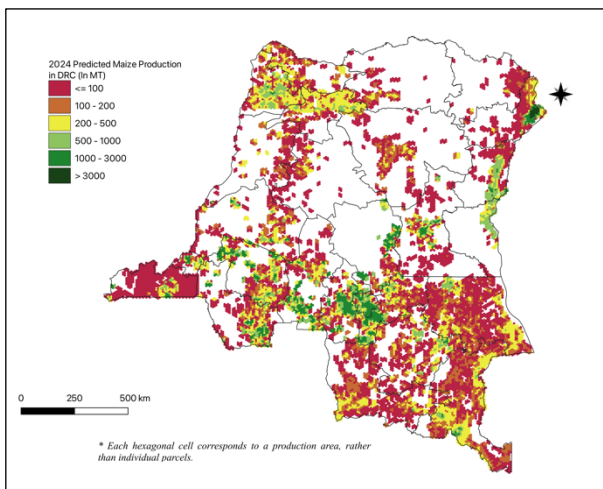 2024 Predicted Maize Production
in DRC (In MT)
<= 100
100 - 200
200 - 500
500 - 1000
1000 - 3000
> 3000
0 250 500 km
* Each hexagonal cell corresponds to a production area, rather
than individual parcels.